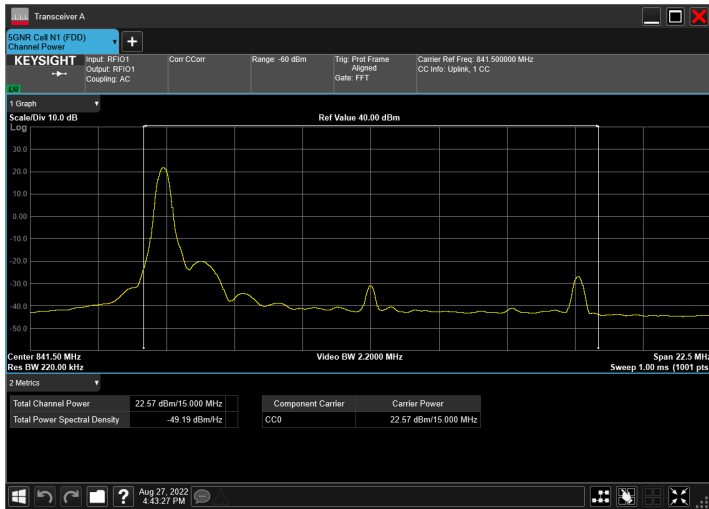 Transceiver A
5GNR Cell N1 (FDD)
Channel Power
KEYSIGHT
LXI
Input: RFIO1
Output: RFIO1
Coupling: AC
Corr CCorr
Range: -60 dBm
Trig: Prot Frame
Aligned
Gate: FFT
Carrier Ref Freq: 841.500000 MHz
CC Info: Uplink, 1 CC
1 Graph
Scale/Div 10.0 dB
Ref Value 40.00 dBm
Log
30.0
20.0
10.0
0.00
-10.0
-20.0
-30.0
-40.0
-50.0
Center 841.50 MHz
Video BW 2.2000 MHz
Span 22.5 MHz
Res BW 220.00 kHz
Sweep 1.00 ms (1001 pts
2 Metrics
Total Channel Power 22.57 dBm/15.000 MHz
Total Power Spectral Density -49.19 dBm/Hz
Component Carrier Carrier Power
CC0 22.57 dBm/15.000 MHz
Aug 27, 2022
4:43:27 PM